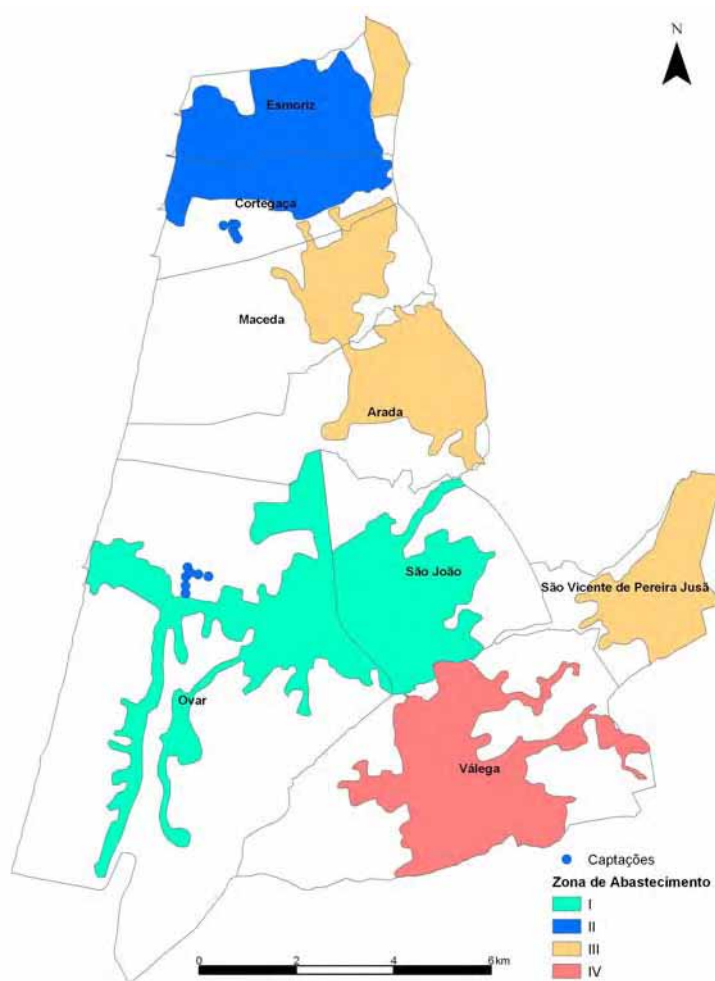 N
Esmoriz
Cortegaça
Maceda
Arada
São João
São Vicente de Pereira Jusã
Ovar
Válega
Captações
Zona de Abastecimento
I
II
III
IV
0 2 4 6 km